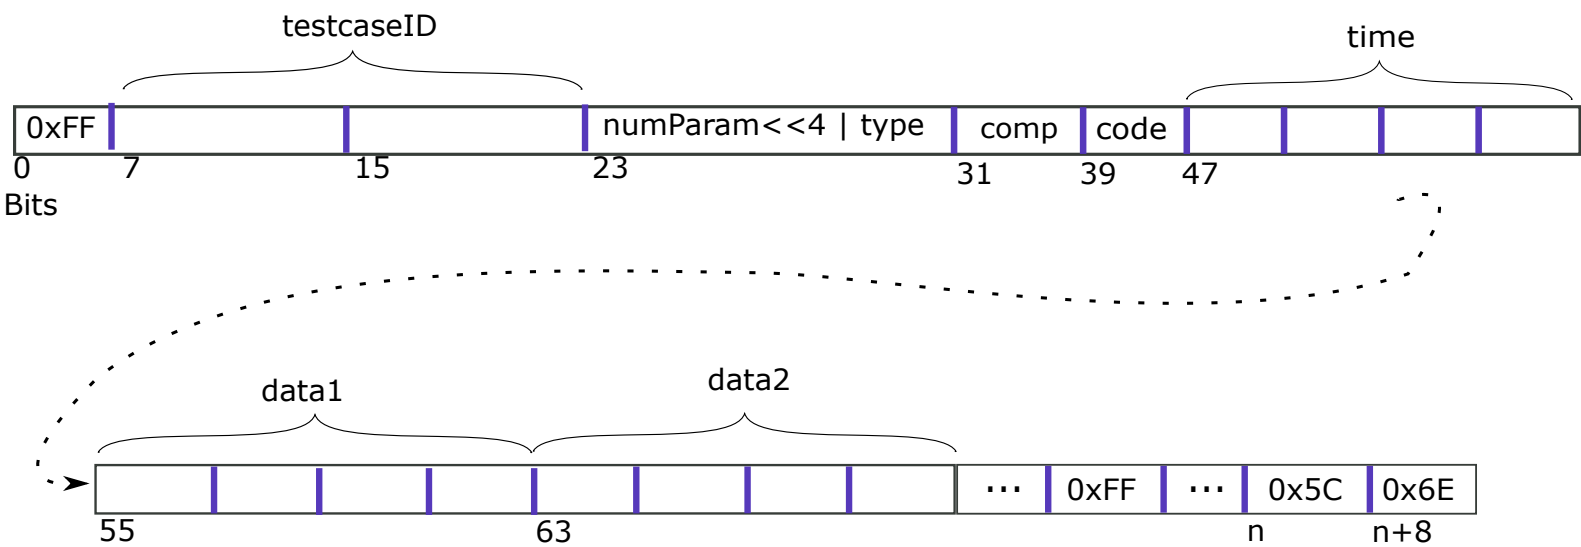 testcaseID
time
0xFF
numParam<<4 | type
comp
code
0
7
15
23
31
39
47
Bits
data1
data2
...
0xFF
...
0x5C
0x6E
55
63
n
n+8